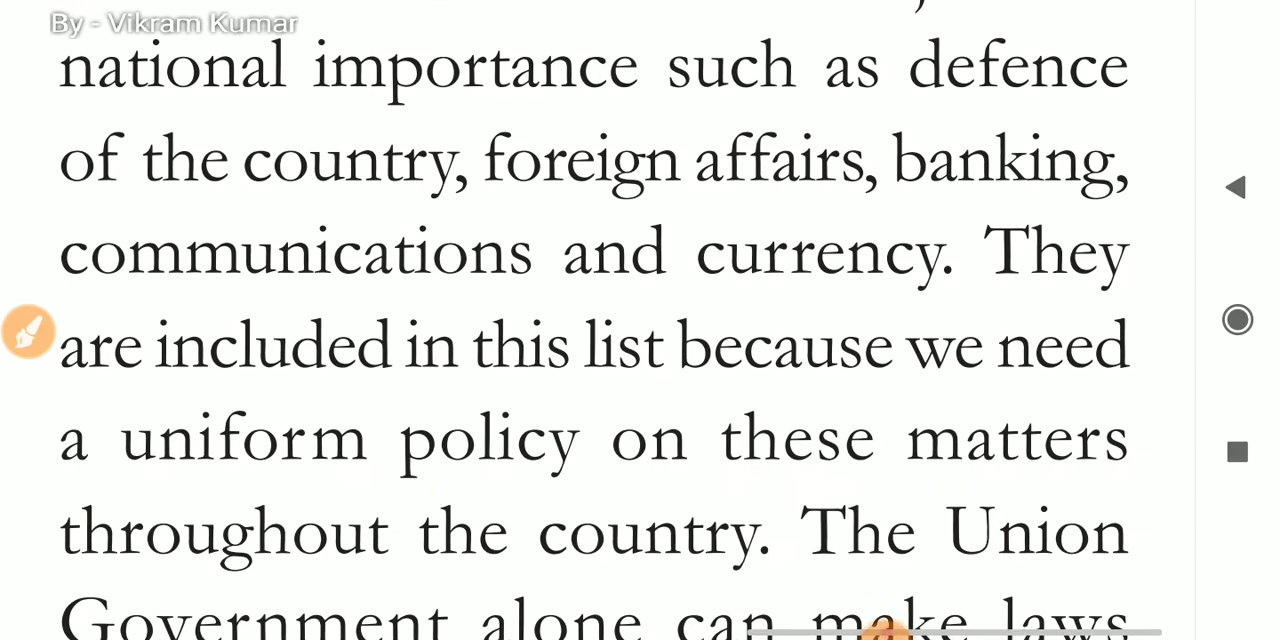 By - Vikram Kumar
national importance such as defence
of the country, foreign affairs, banking,
communications and currency. They
are included in this list because we need
a uniform policy on these matters
throughout the country. The Union
Government alone can make laws